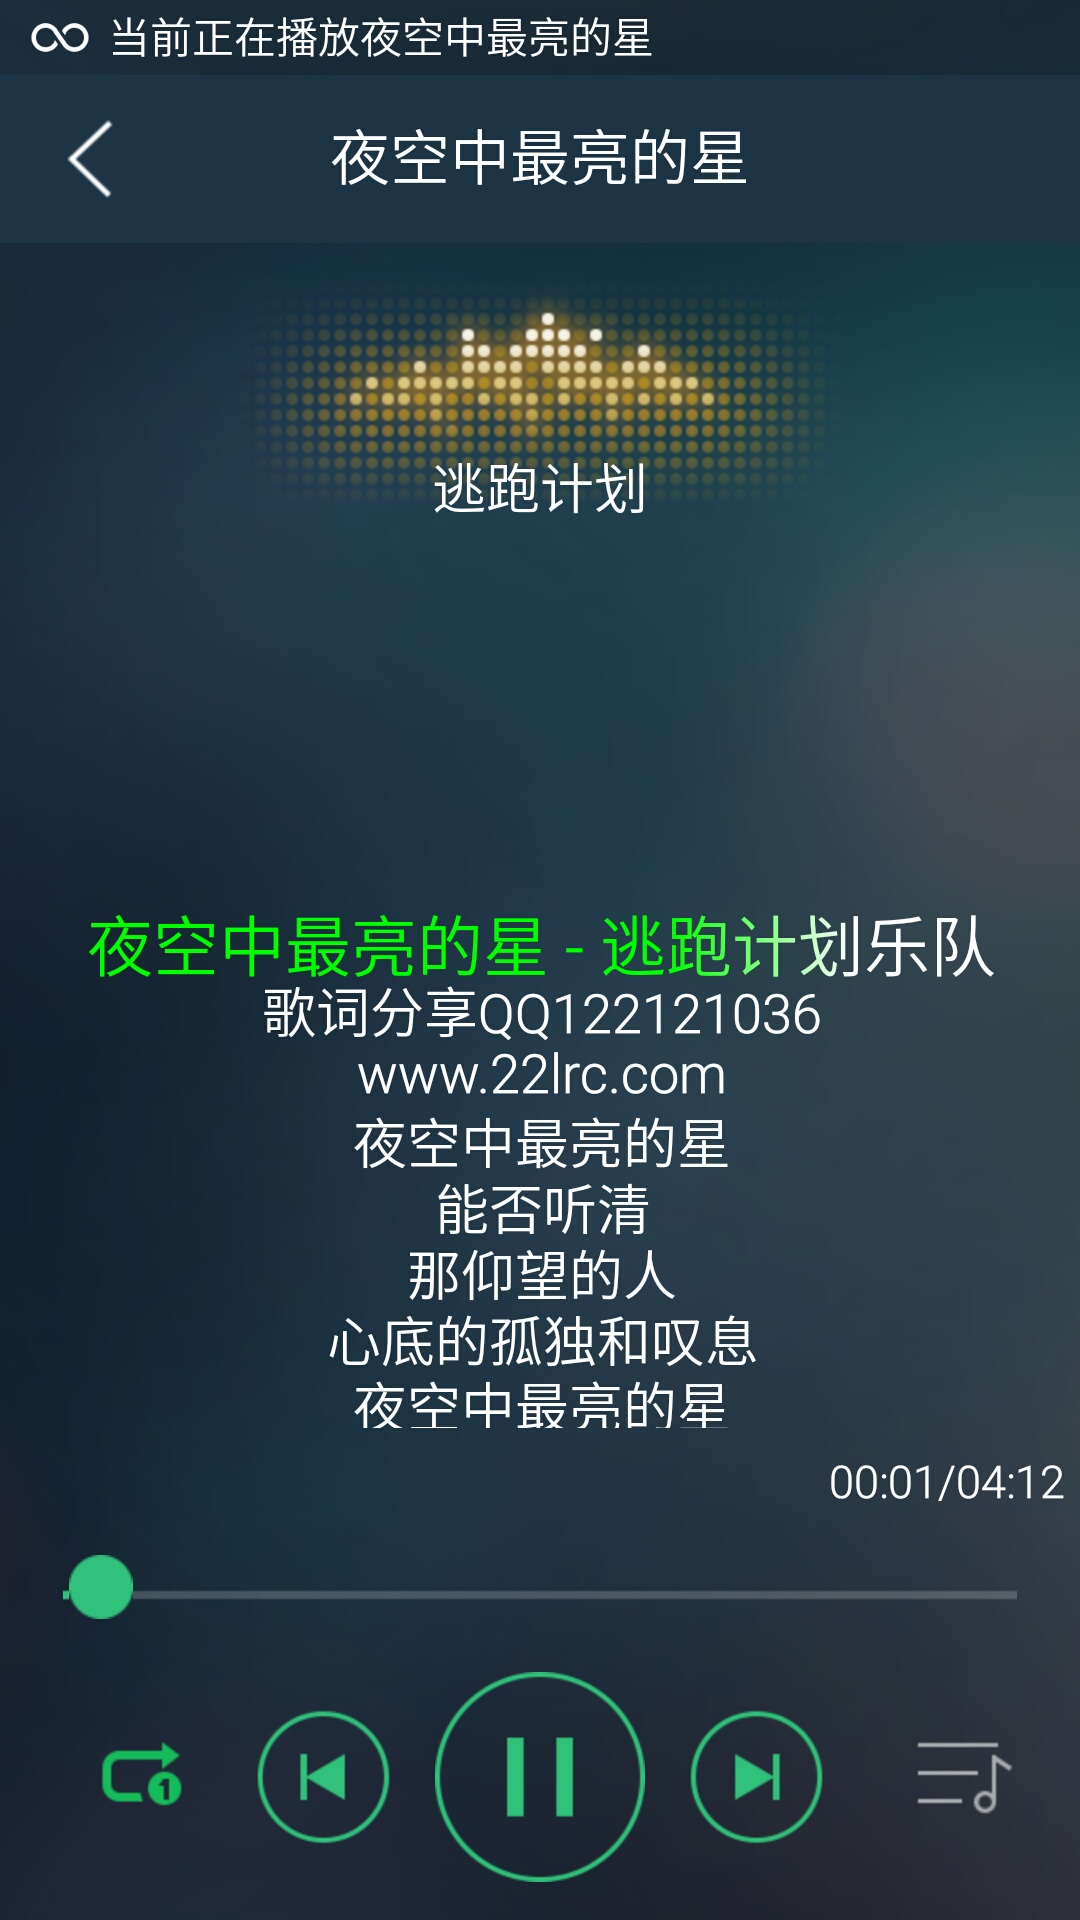 当前正在播放夜空中最亮的星
夜空中最亮的星
逃跑计划
夜空中最亮的星 - 逃跑计划乐队
歌词分享QQ122121036
www.22lrc.com
夜空中最亮的星
能否听清
那仰望的人
心底的孤独和叹息
夜空中最亮的星
00:01/04:12
1